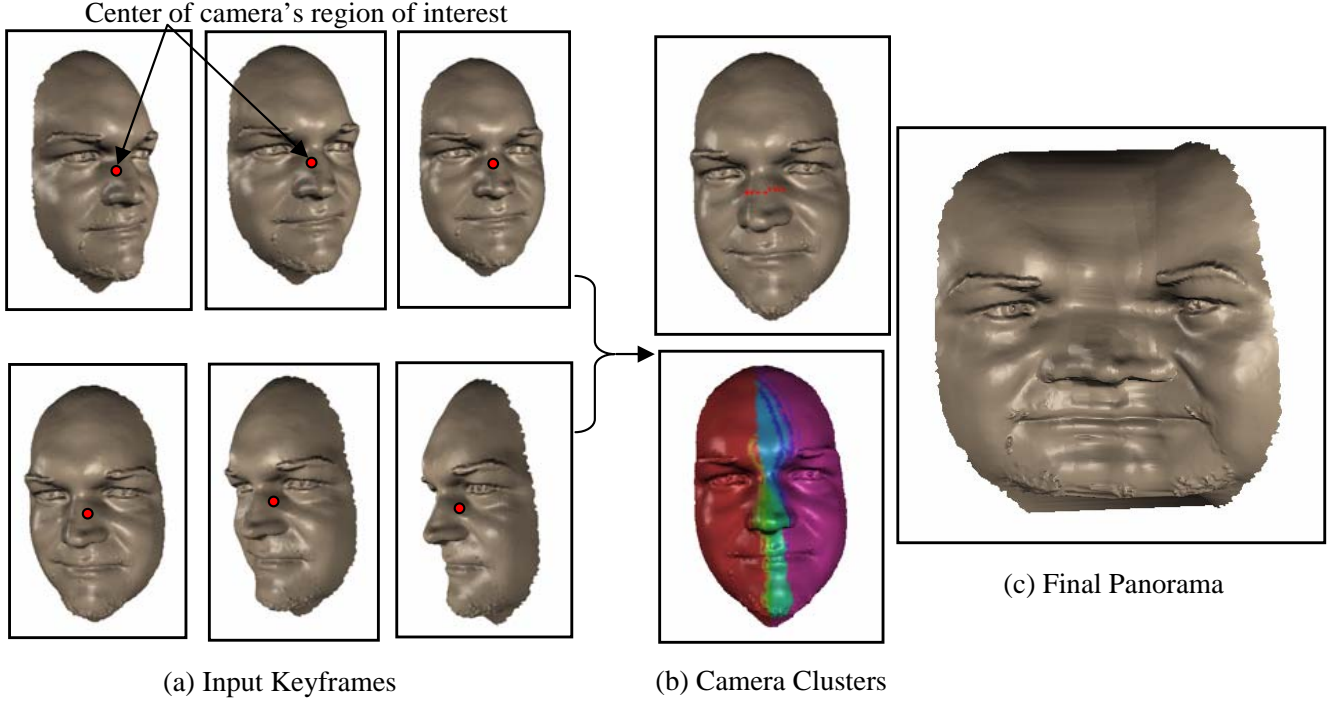 Center of camera’s region of interest
(a) Input Keyframes
(b) Camera Clusters
(c) Final Panorama